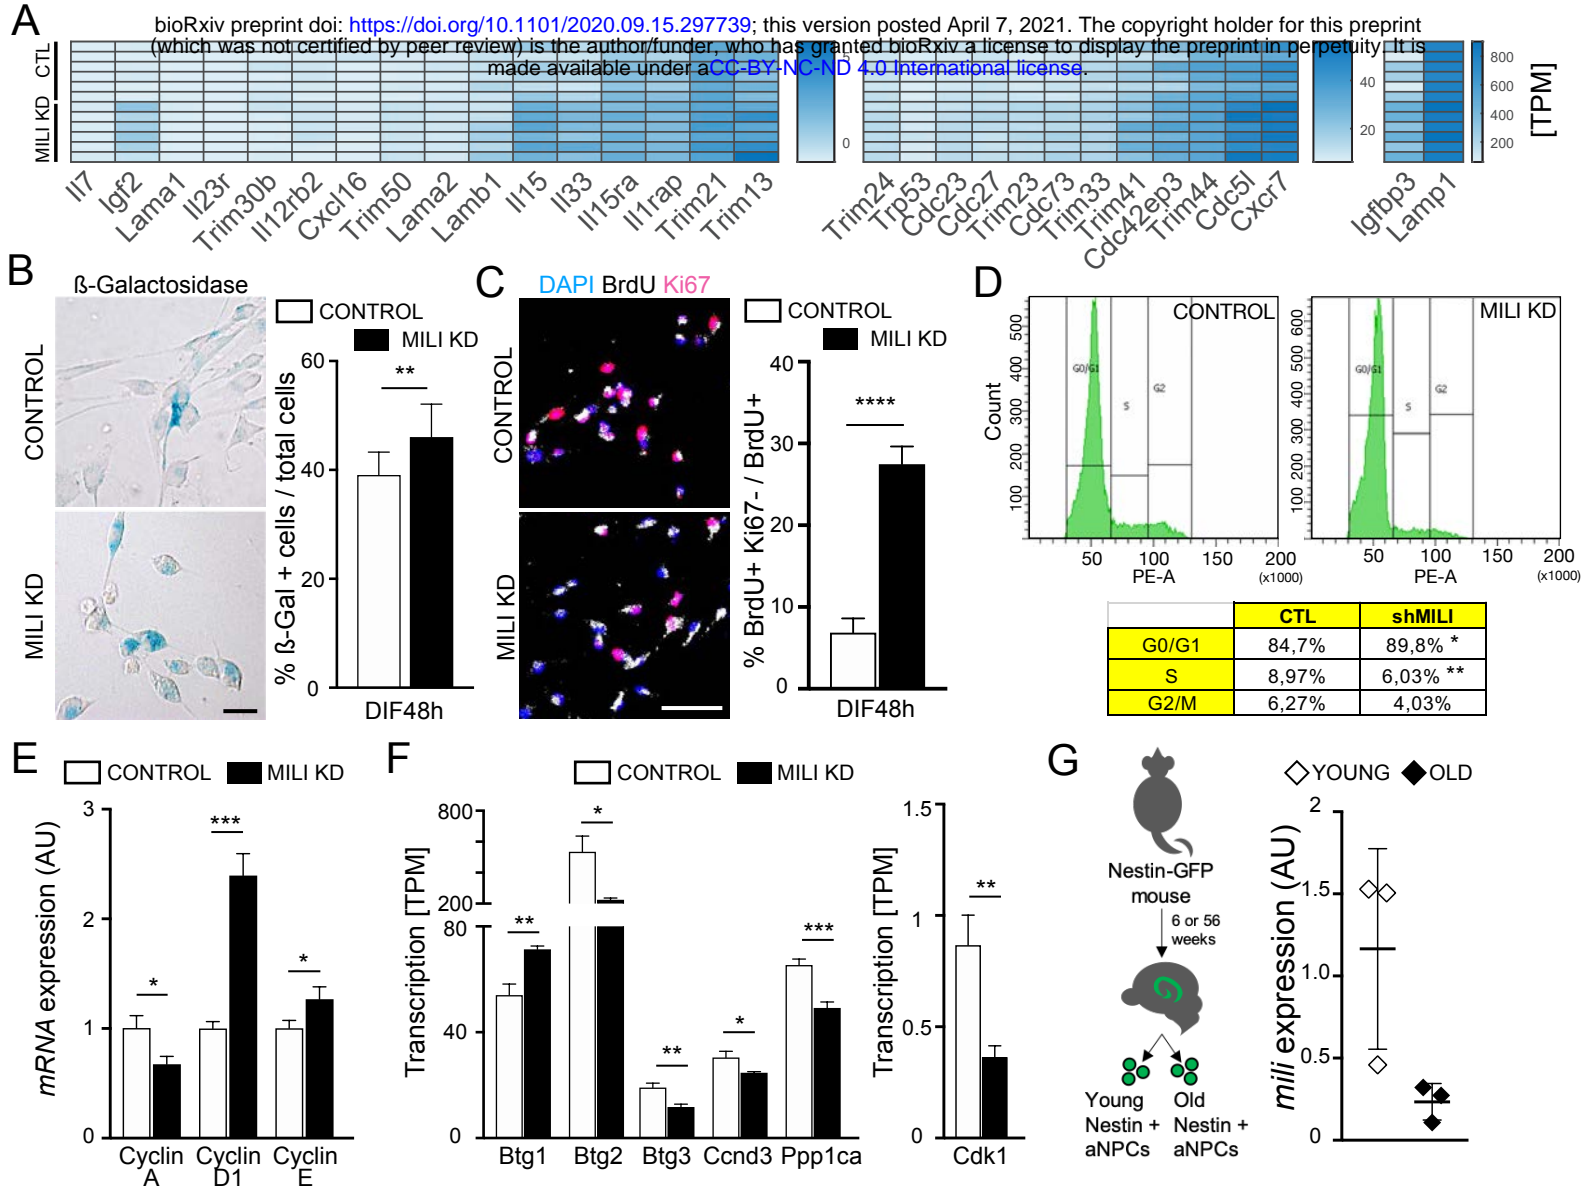 A
bioRxiv preprint doi: https://doi.org/10.1101/2020.09.15.297739; this version posted April 7, 2021. The copyright holder for this preprint
(which was not certified by peer review) is the author/funder, who has granted bioRxiv a license to display the preprint in perpetuity. It is
made available under aCC-BY-NC-ND 4.0 International license.
CTL
MILI KD
5
0
40
20
800
600
400
200
[TPM]
Il7
Igf2
Lama1
Il23r
Trim30b
Il12rb2
Cxcl16
Trim50
Lama2
Lamb1
Il15
Il33
Il15ra
Il1rap
Trim21
Trim13
Trim24
Trp53
Cdc23
Cdc27
Trim23
Cdc73
Trim33
Trim41
Cdc42ep3
Trim44
Cdc5l
Cxcr7
Igfbp3
Lamp1
B
ß-Galactosidase
CONTROL
MILI KD
CONTROL
MILI KD
% ß-Gal + cells / total cells
60
40
20
0
**
DIF48h
C
DAPI BrdU Ki67
CONTROL
MILI KD
CONTROL
MILI KD
% BrdU+ Ki67- / BrdU+
40
30
20
10
0
****
DIF48h
D
CONTROL
Count
500
400
300
200
100
G0/G1
S
G2
50 100 150 200
PE-A
(x1000)
MILI KD
600
500
400
300
200
100
G0/G1
S
G2
50 100 150 200
PE-A
(x1000)
CTL shMILI
G0/G1 84,7% 89,8% *
S 8,97% 6,03% **
G2/M 6,27% 4,03%
E
CONTROL MILI KD
mRNA expression (AU)
3
2
1
0
*
***
*
Cyclin A
Cyclin D1
Cyclin E
F
CONTROL MILI KD
Transcription [TPM]
800
200
80
40
0
**
*
**
*
***
Btg1 Btg2 Btg3 Ccnd3 Ppp1ca
Transcription [TPM]
1.5
1
0.5
0
**
Cdk1
G
Nestin-GFP
mouse
6 or 56
weeks
Young
Nestin +
aNPCs
Old
Nestin +
aNPCs
YOUNG OLD
mili expression (AU)
2
1.5
1.0
0.5
0